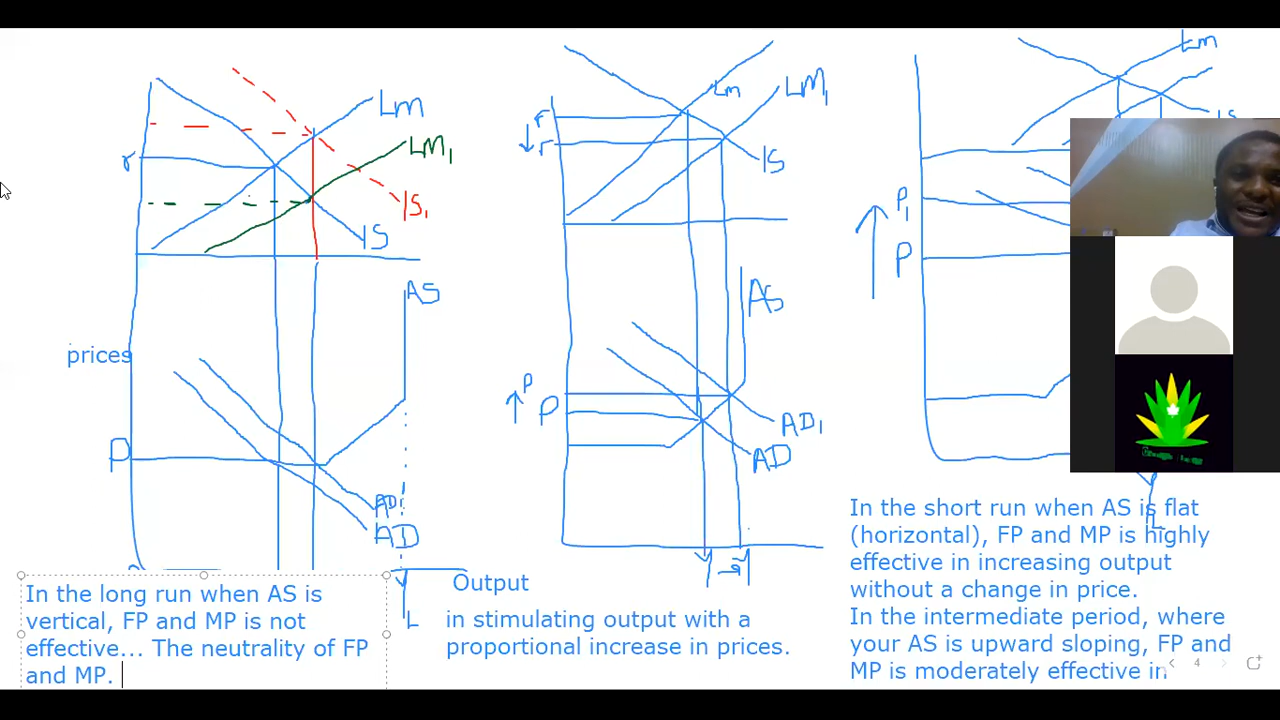 Lm
LM1
r
IS1
IS
AS
prices
P
AD1
AD
Output
L
In the long run when AS is
vertical, FP and MP is not
effective... The neutrality of FP
and MP.
Lm
LM1
r
r
IS
AS
P
P
AD1
AD
Y
Y
in stimulating output with a
proportional increase in prices.
Lm
IS
P1
P
In the short run when AS is flat
(horizontal), FP and MP is highly
effective in increasing output
without a change in price.
In the intermediate period, where
your AS is upward sloping, FP and
MP is moderately effective in
4